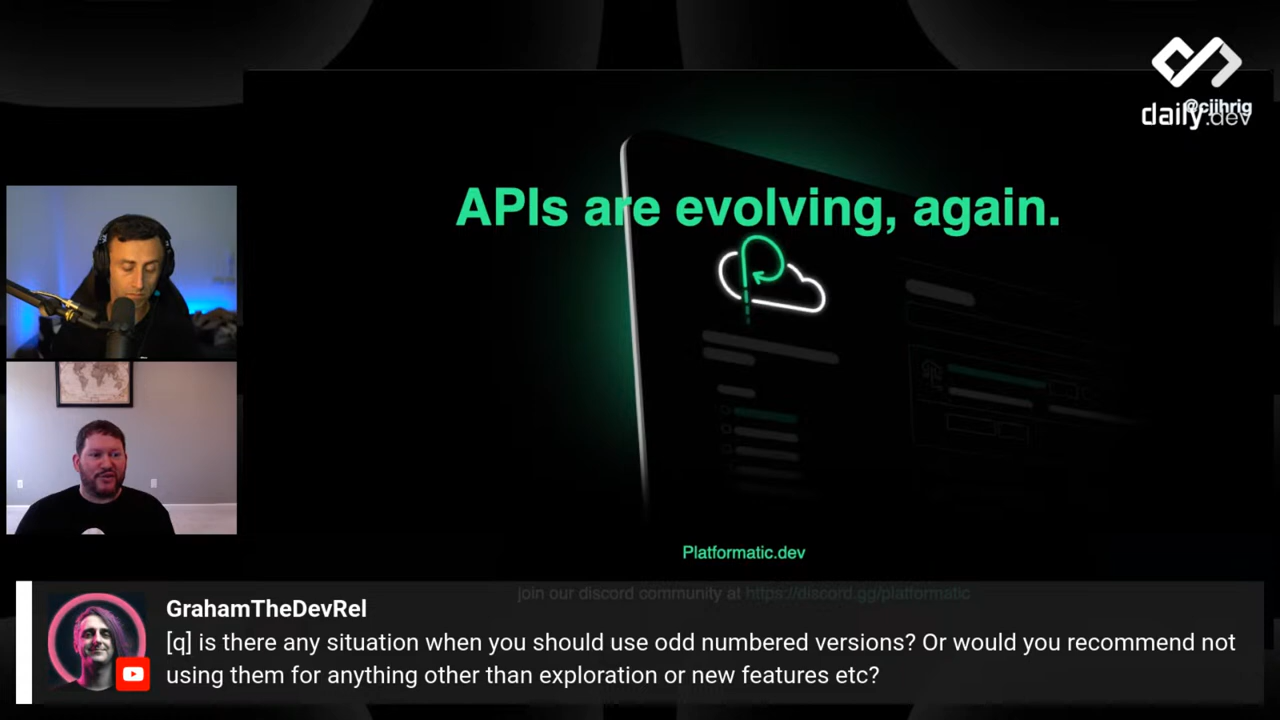 daily.dev
@cjihrig
APIs are evolving, again.
Platformatic.dev
join our discord community at https://discord.gg/platformatic
GrahamTheDevRel
[q] is there any situation when you should use odd numbered versions? Or would you recommend not
using them for anything other than exploration or new features etc?